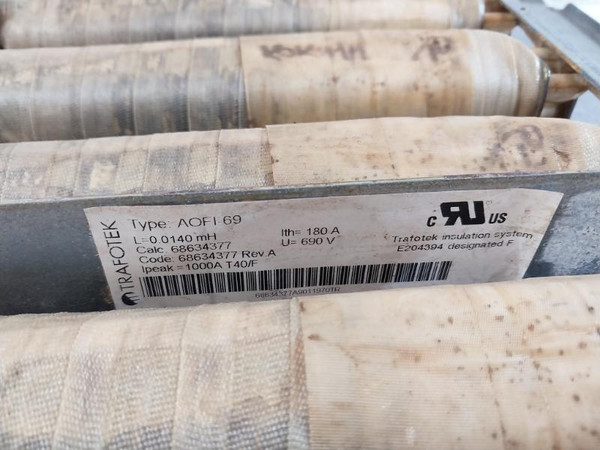 TRAFOTEK
Type: AOFI 69
L= 0.0140 mH
Ith= 180 A
Calc. 68634377
U= 690 V
Code: 68634377 Rev A
Ipeak =1000A T40/F
c RU US
Trafotek insulation system
E204394 designated F